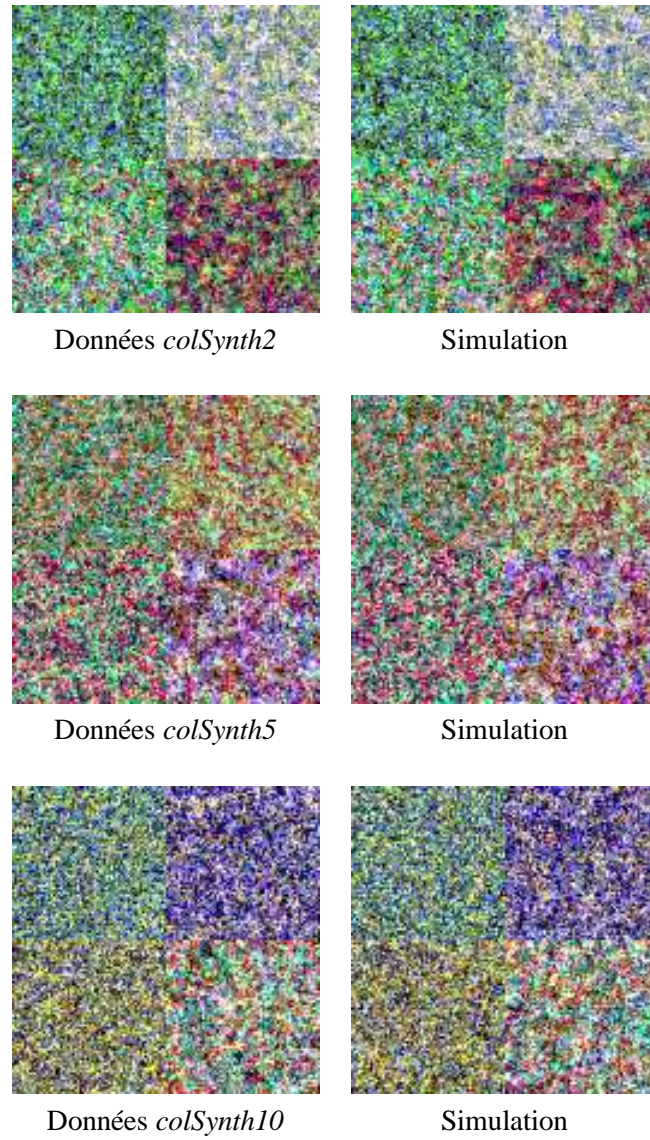 Données colSynth2
Simulation
Données colSynth5
Simulation
Données colSynth10
Simulation